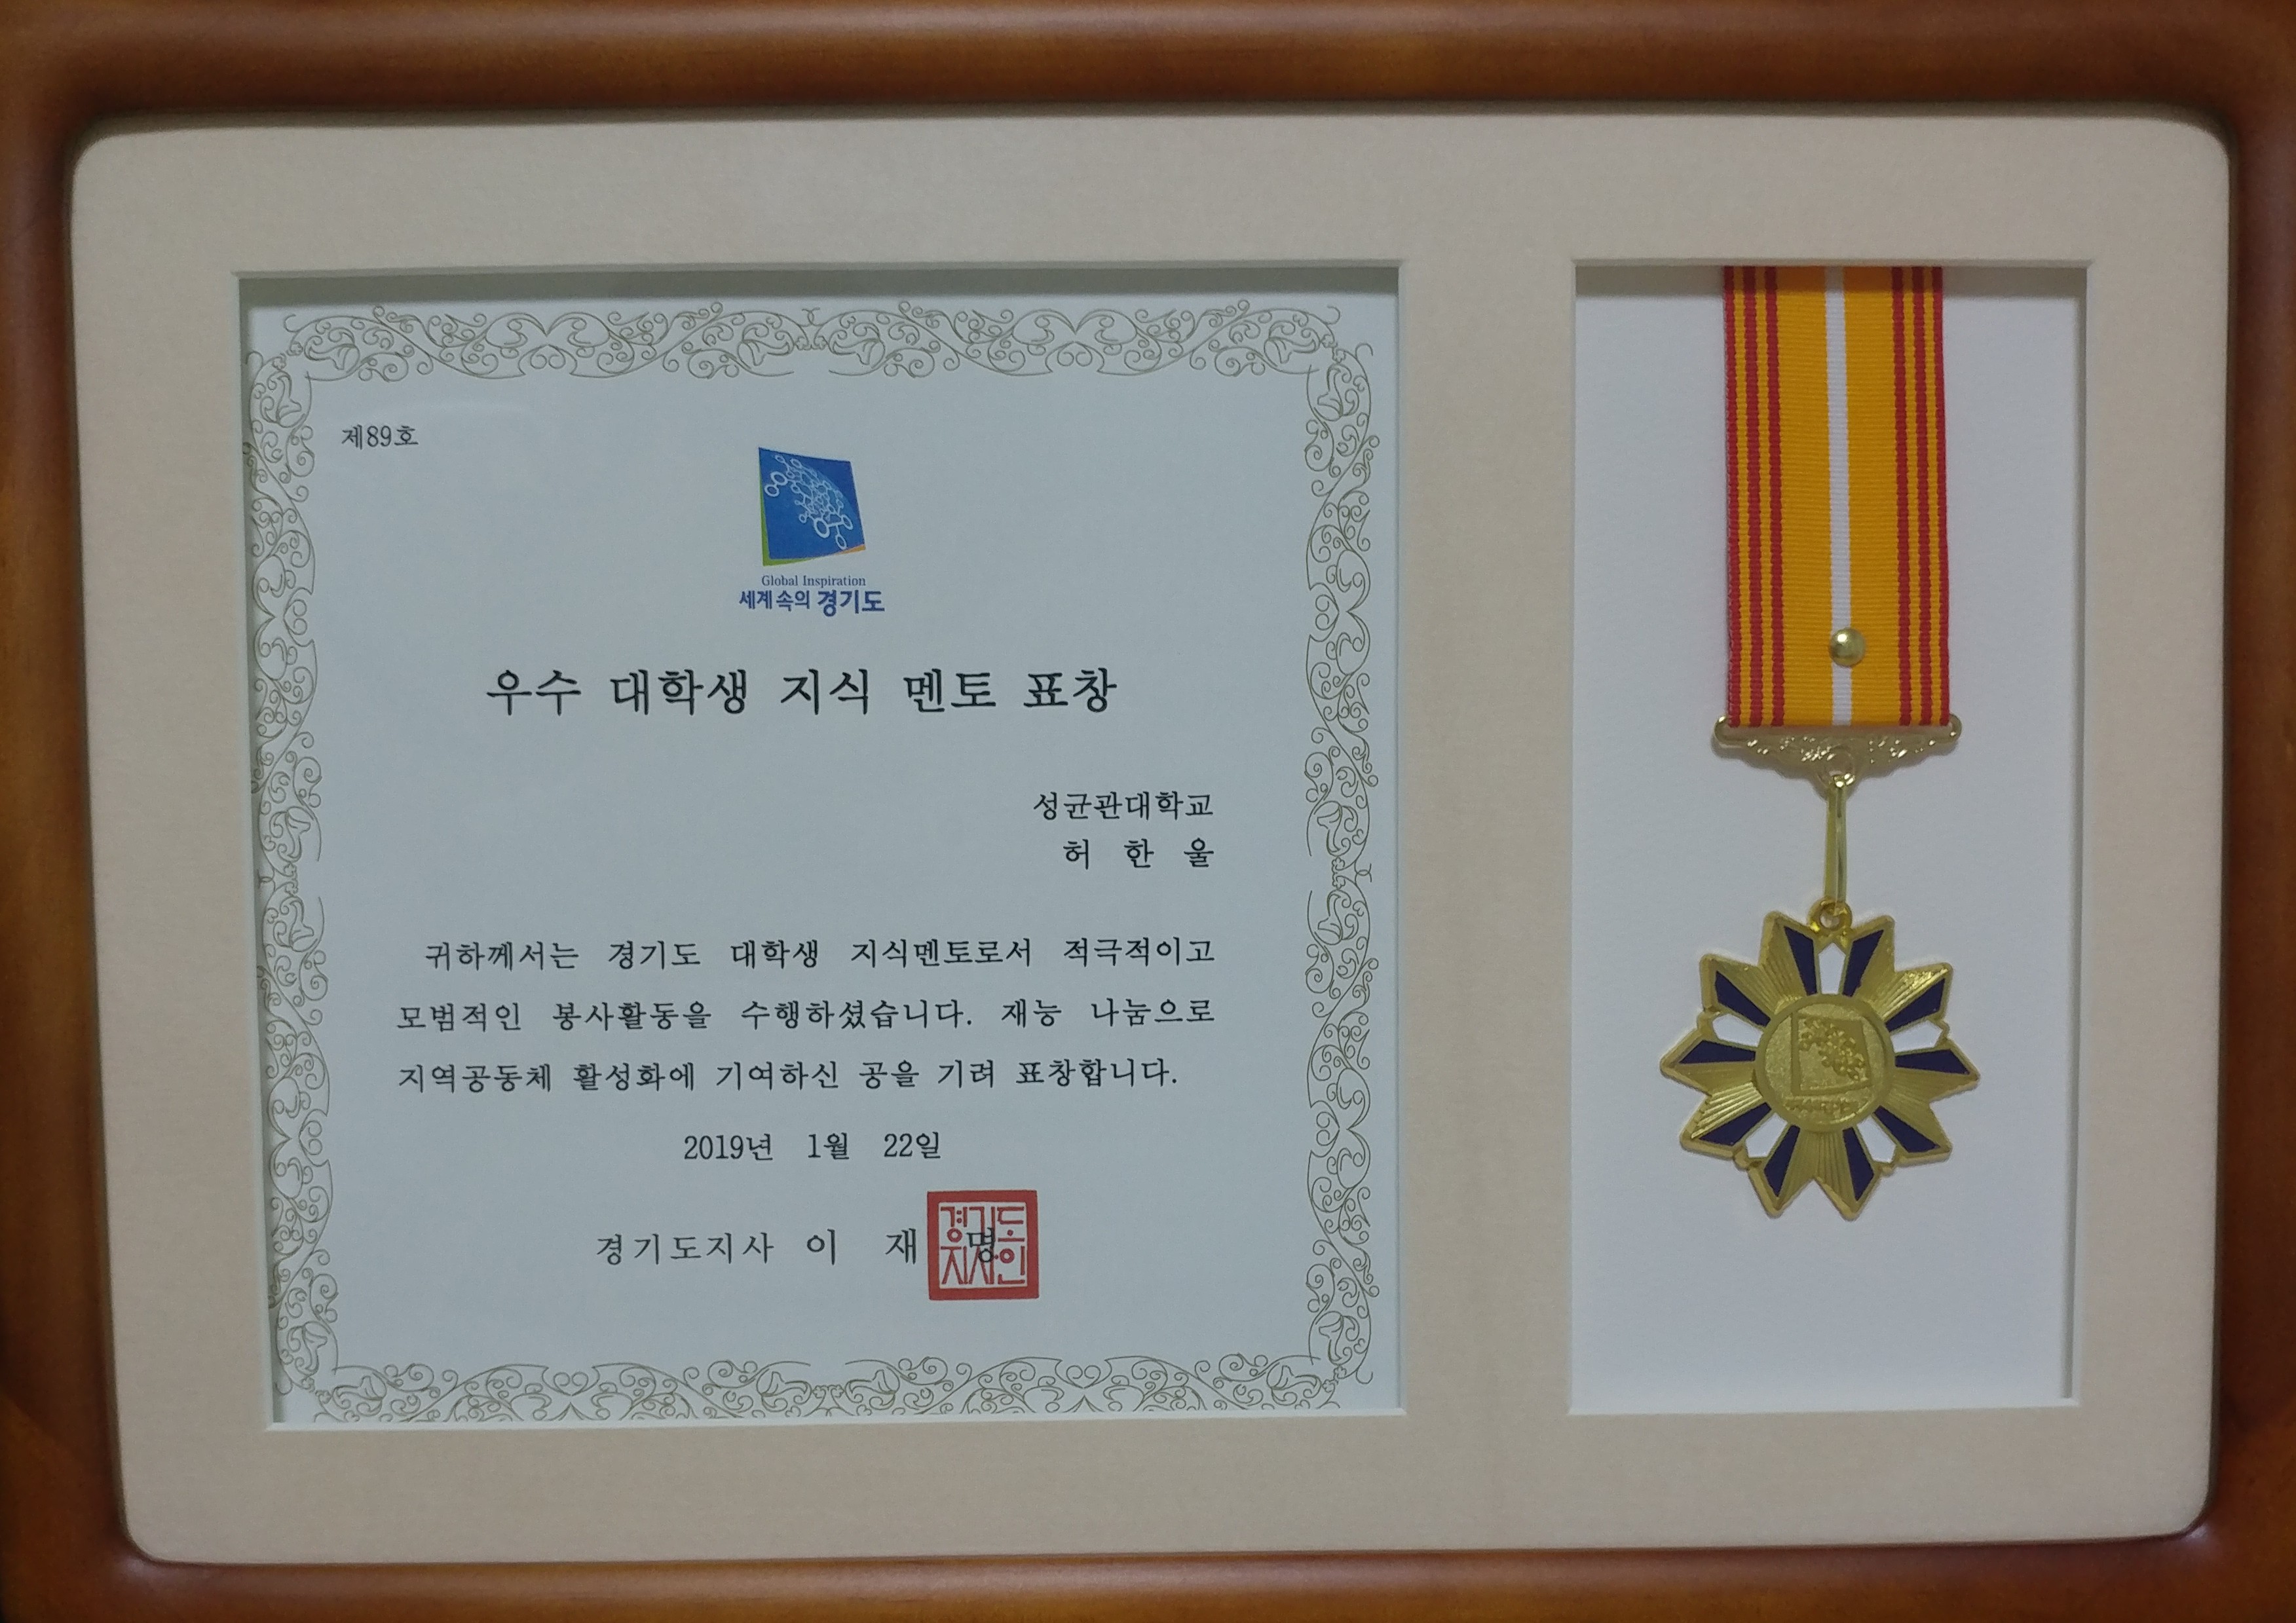 제89호
Global Inspiration
세계 속의 경기도
우수 대학생 지식 멘토 표창
성균관대학교
허 한 울
귀하께서는 경기도 대학생 지식멘토로서 적극적이고
모범적인 봉사활동을 수행하셨습니다. 재능 나눔으로
지역공동체 활성화에 기여하신 공을 기려 표창합니다.
2019년 1월 22일
경기도지사 이 재 명
경기도
지사인